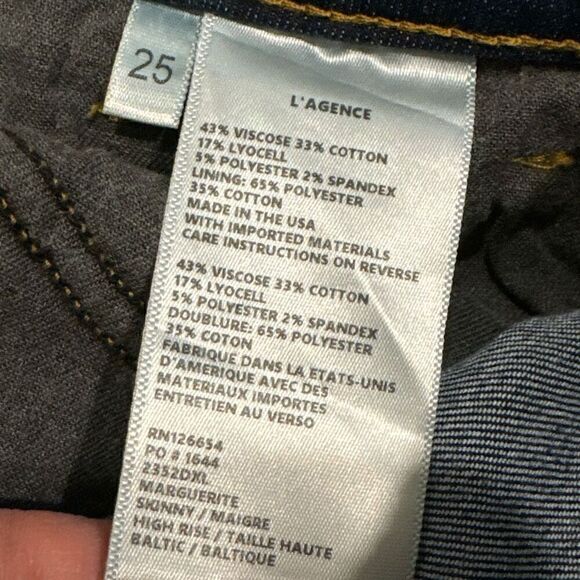 25
L'AGENCE
43% VISCOSE 33% COTTON
17% LYOCELL
5% POLYESTER 2% SPANDEX
LINING: 65% POLYESTER
35% COTTON
MADE IN THE USA
WITH IMPORTED MATERIALS
CARE INSTRUCTIONS ON REVERSE
43% VISCOSE 33% COTTON
17% LYOCELL
5% POLYESTER 2% SPANDEX
DOUBLURE: 65% POLYESTER
35% COTON
FABRIQUE DANS LA ETATS-UNIS
D'AMERIQUE AVEC DES
MATERIAUX IMPORTES
ENTRETIEN AU VERSO
RN126654
PO # 1644
2352DXL
MARGUERITE
SKINNY / MAIGRE
HIGH RISE / TAILLE HAUTE
BALTIC / BALTIQUE